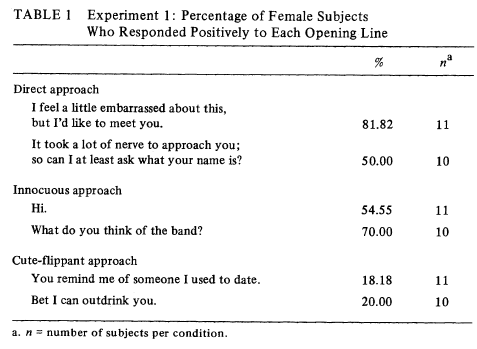 TABLE 1 Experiment 1: Percentage of Female Subjects
Who Responded Positively to Each Opening Line
% nª
Direct approach
I feel a little embarrassed about this,
but I'd like to meet you. 81.82 11
It took a lot of nerve to approach you;
so can I at least ask what your name is? 50.00 10
Innocuous approach
Hi. 54.55 11
What do you think of the band? 70.00 10
Cute-flippant approach
You remind me of someone I used to date. 18.18 11
Bet I can outdrink you. 20.00 10
a. n = number of subjects per condition.